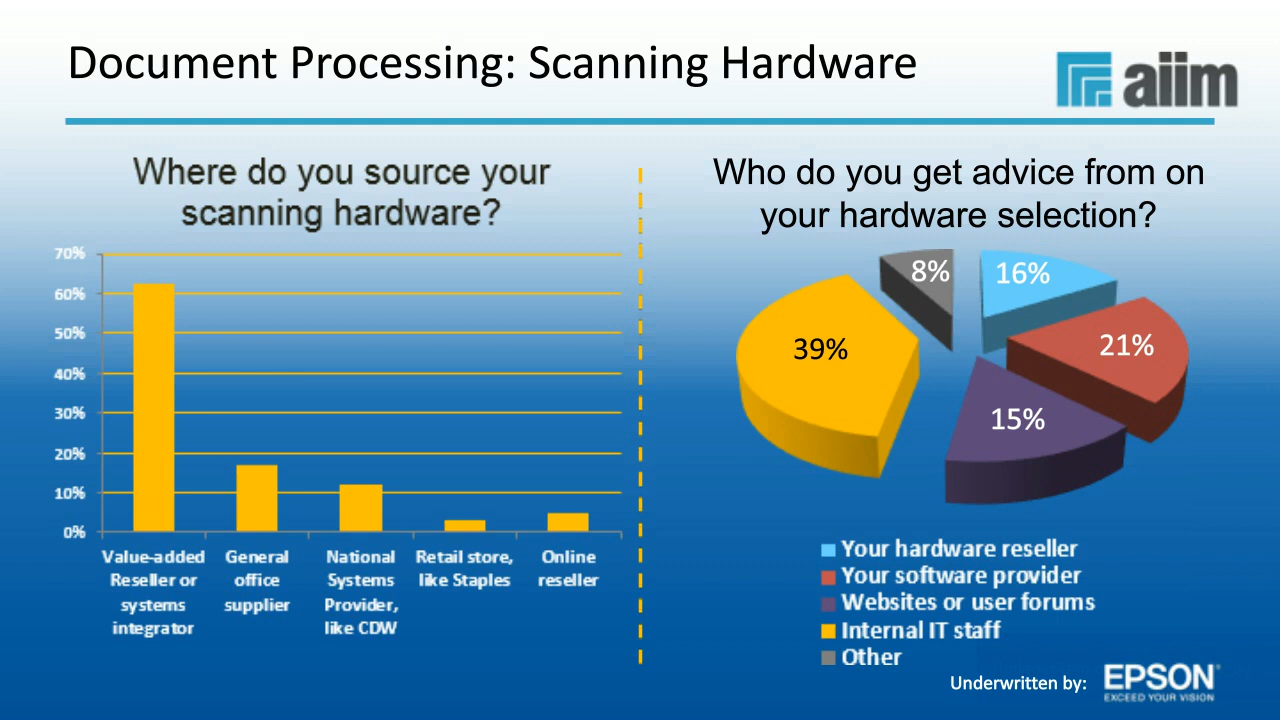 Document Processing: Scanning Hardware
aiim
Where do you source your
scanning hardware?
70%
60%
50%
40%
30%
20%
10%
0%
Value-added
Reseller or
systems
integrator
General
office
supplier
National
Systems
Provider,
like CDW
Retail store,
like Staples
Online
reseller
Who do you get advice from on
your hardware selection?
8%
16%
39%
21%
15%
Your hardware reseller
Your software provider
Websites or user forums
Internal IT staff
Other
Underwritten by:
EPSON®
EXCEED YOUR VISION